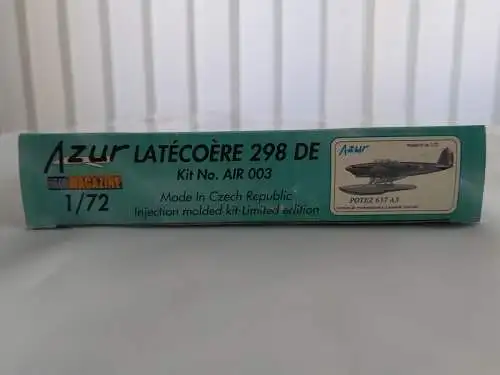 Azur LATÉCOÈRE 298 DE
Kit No. AIR 003
MAGAZINE
1/72
Made in Czech Republic
Injection molded kit-Limited edition
Azur
POTEZ 637 A3